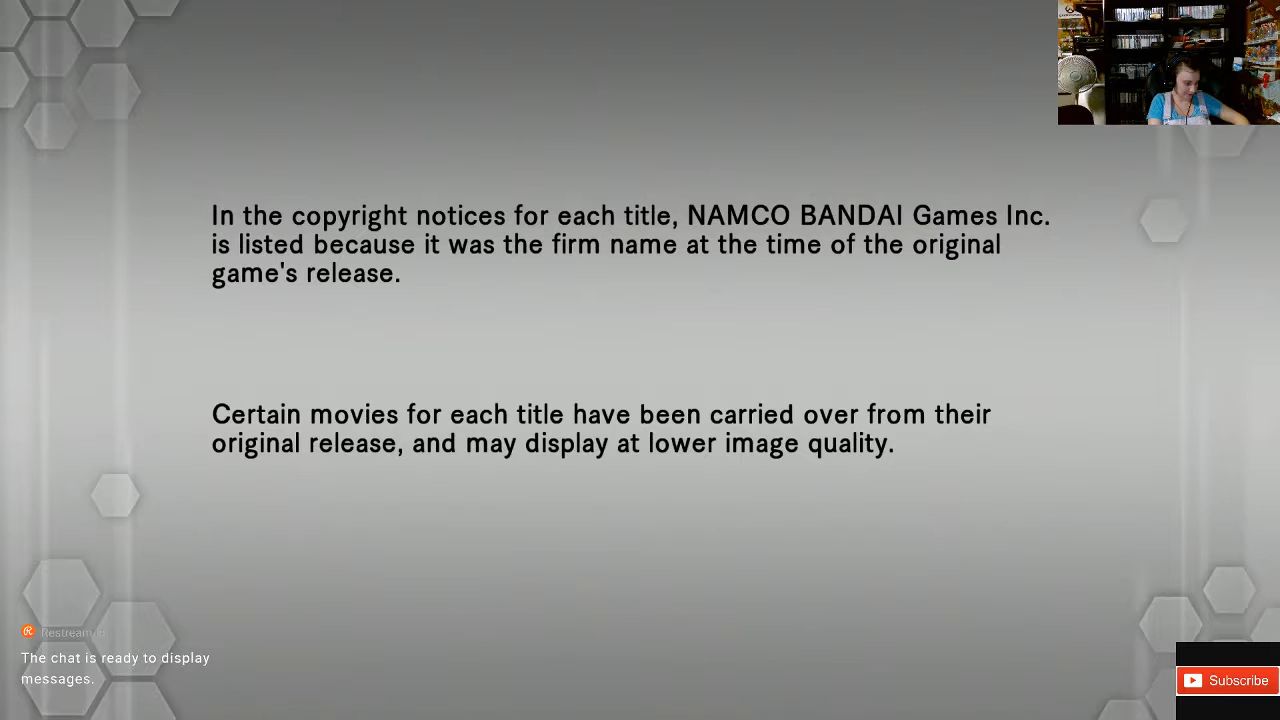 In the copyright notices for each title, NAMCO BANDAI Games Inc.
is listed because it was the firm name at the time of the original
game's release.
Certain movies for each title have been carried over from their
original release, and may display at lower image quality.
Restream.io
The chat is ready to display
messages.
Subscribe